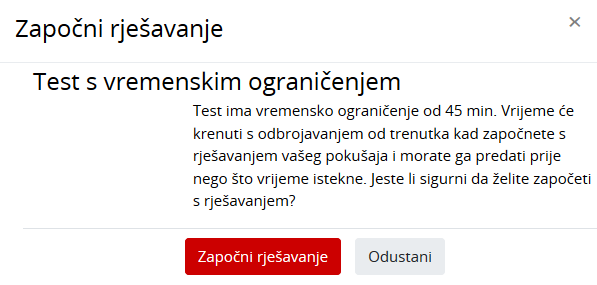 Započni rješavanje
×
Test s vremenskim ograničenjem
Test ima vremensko ograničenje od 45 min. Vrijeme će
krenuti s odbrojavanjem od trenutka kad započnete s
rješavanjem vašeg pokušaja i morate ga predati prije
nego što vrijeme istekne. Jeste li sigurni da želite započeti
s rješavanjem?
Započni rješavanje
Odustani